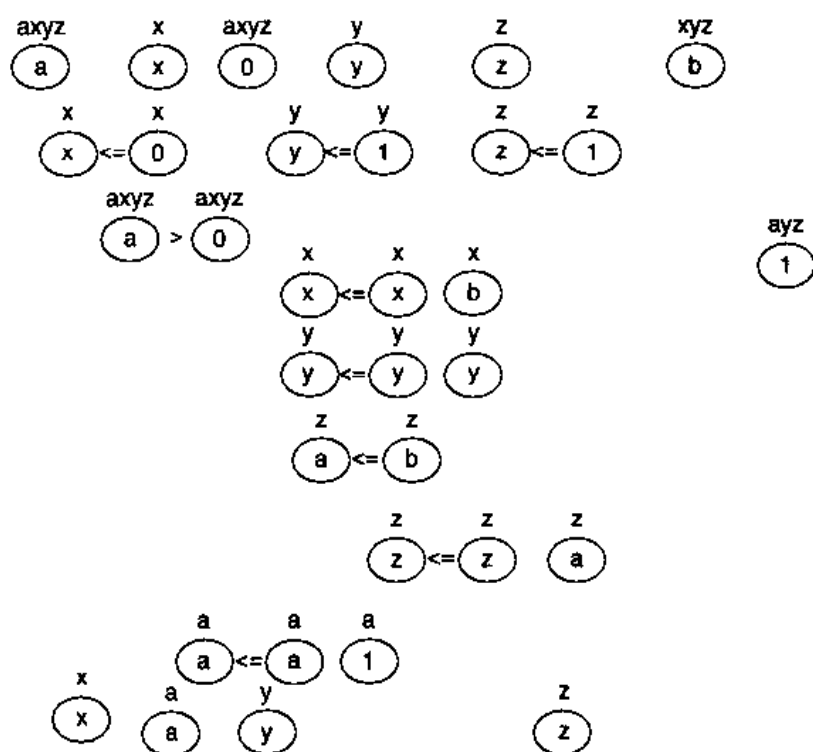 axyz x axyz y z xyz
a x 0 y z b
x x y y z z
x <= 0 y <= 1 z <= 1
axyz axyz
a > 0
ayz
1
x x x
x <= x b
y y y
y <= y y
z z
a <= b
z z z
z <= z a
a a a
a <= a 1
x a y z
x a y z